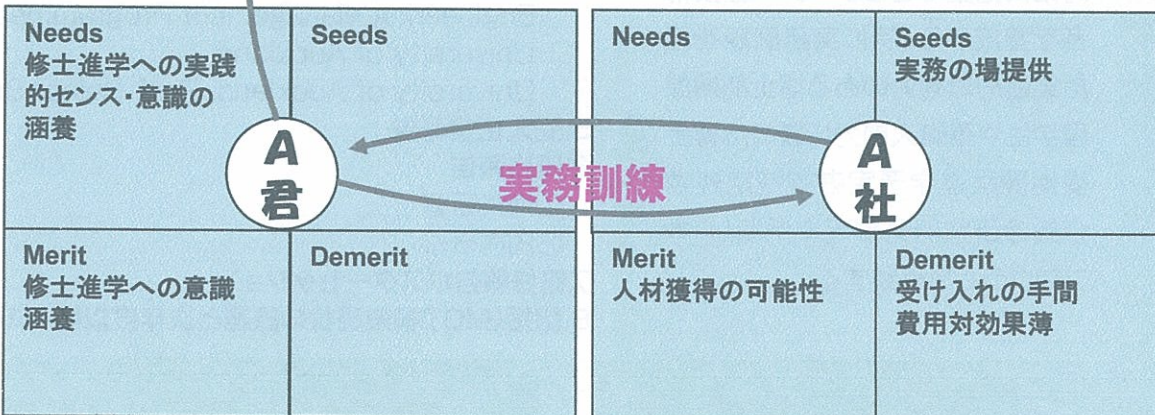 Needs
修士進学への実践
的センス・意識の
涵養
Seeds
A
君
Merit
修士進学への意識
涵養
Demerit
実務訓練
Needs
Seeds
実務の場提供
A
社
Merit
人材獲得の可能性
Demerit
受け入れの手間
費用対効果薄